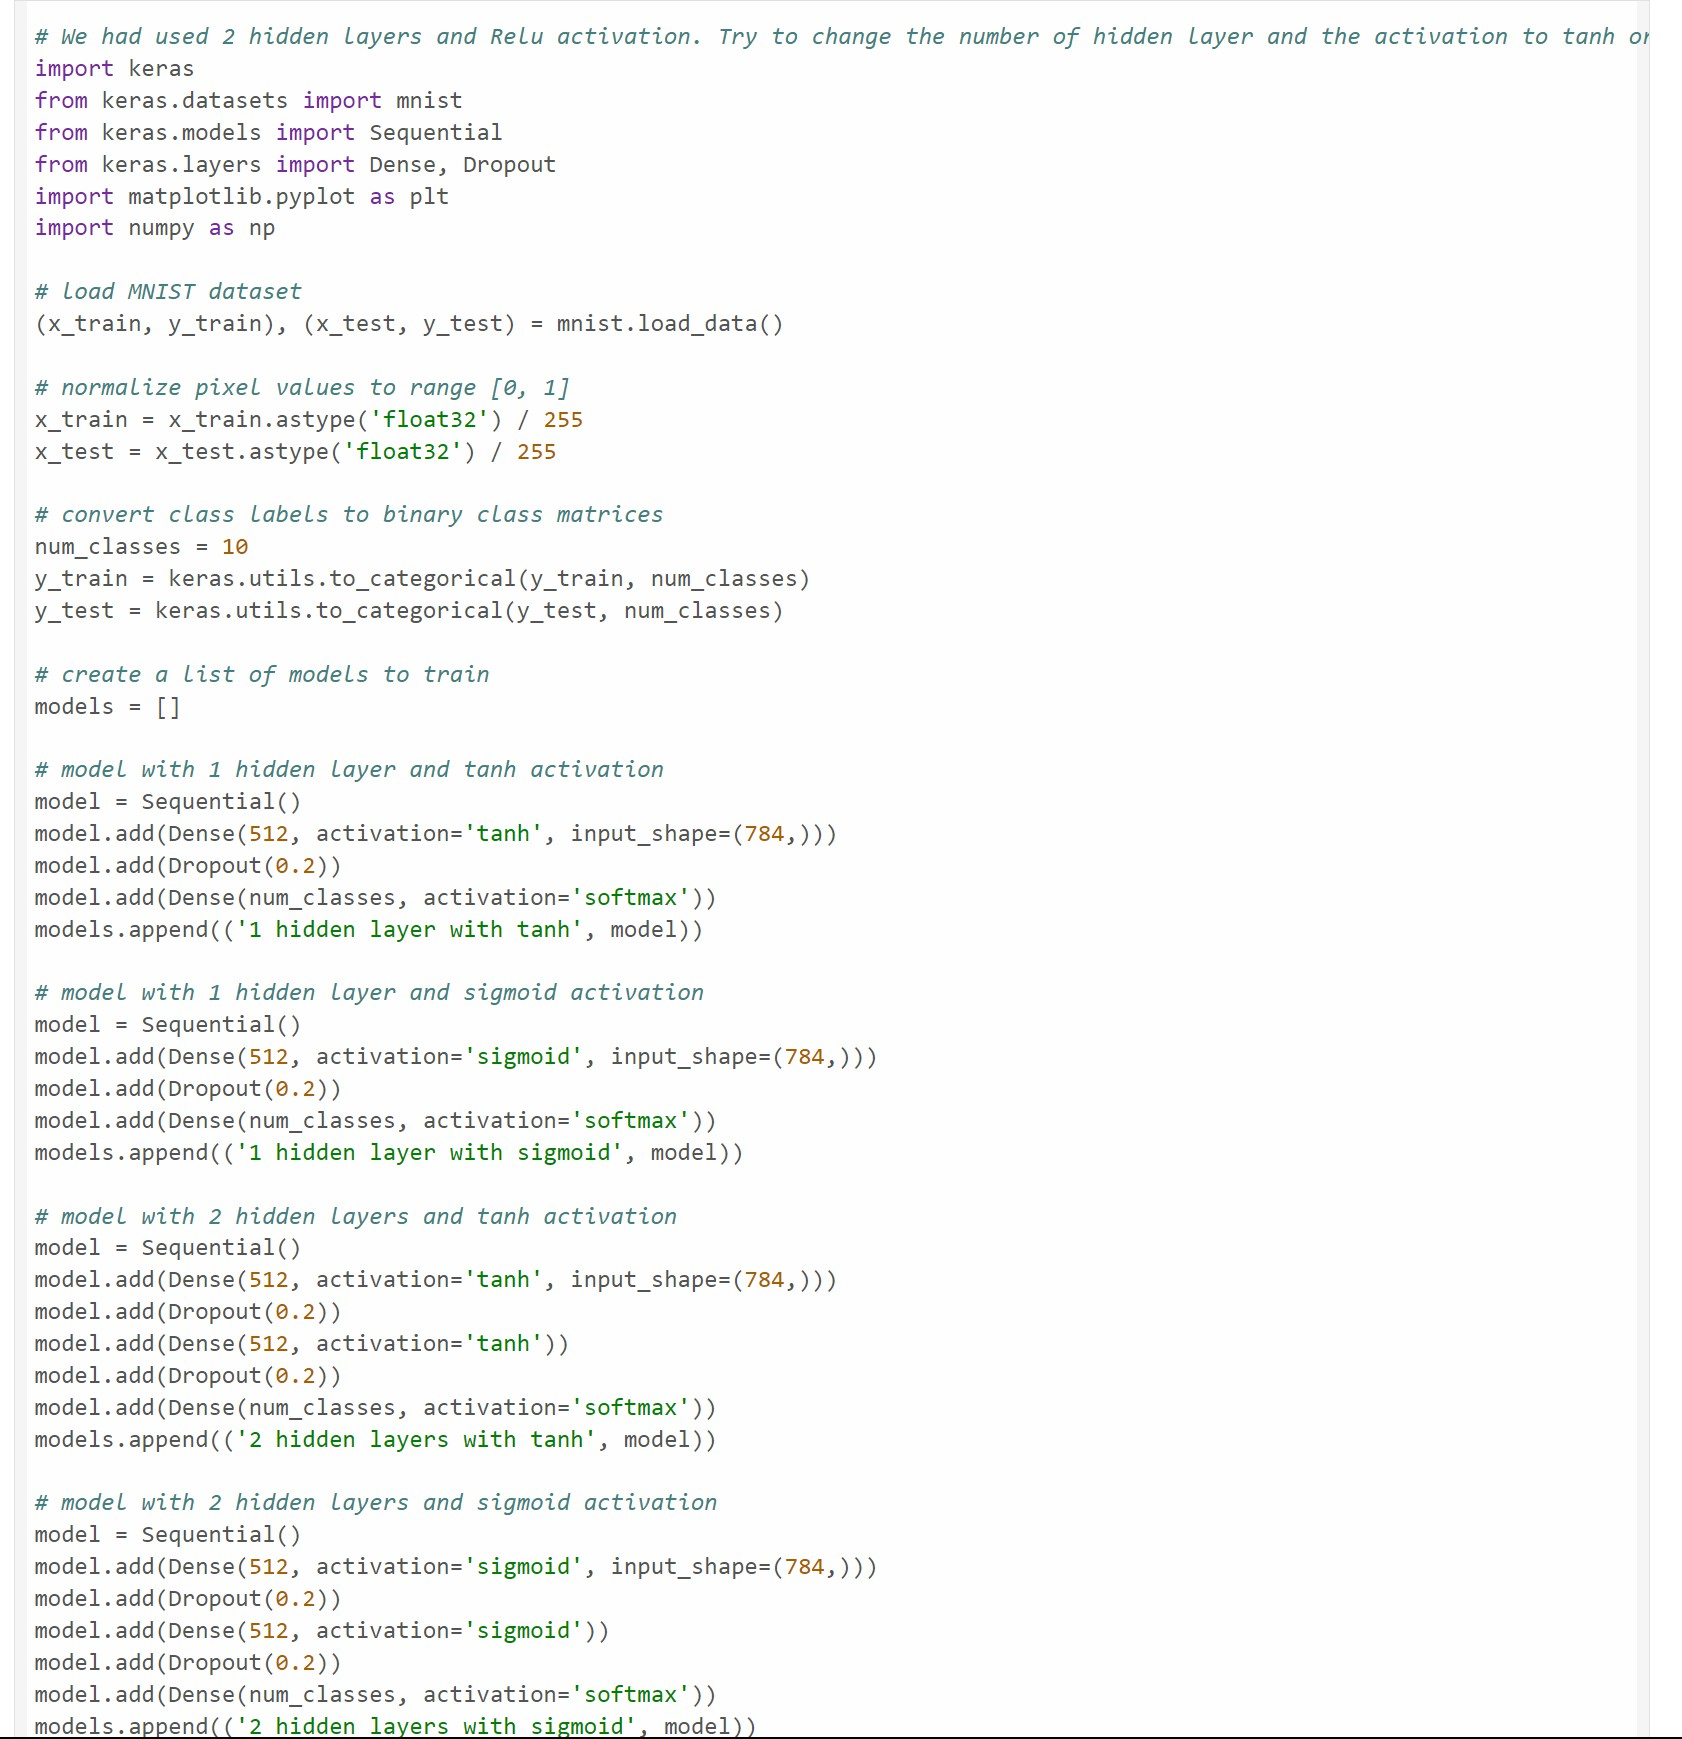 # We had used 2 hidden layers and Relu activation. Try to change the number of hidden layer and the activation to tanh or
import keras
from keras.datasets import mnist
from keras.models import Sequential
from keras.layers import Dense, Dropout
import matplotlib.pyplot as plt
import numpy as np
# load MNIST dataset
(x_train, y_train), (x_test, y_test) = mnist.load_data()
# normalize pixel values to range [0, 1]
x_train = x_train.astype('float32') / 255
x_test = x_test.astype('float32') / 255
# convert class labels to binary class matrices
num_classes = 10
y_train = keras.utils.to_categorical(y_train, num_classes)
y_test = keras.utils.to_categorical(y_test, num_classes)
# create a list of models to train
models = []
# model with 1 hidden layer and tanh activation
model = Sequential()
model.add(Dense(512, activation='tanh', input_shape=(784,)))
model.add(Dropout(0.2))
model.add(Dense(num_classes, activation='softmax'))
models.append(('1 hidden layer with tanh', model))
# model with 1 hidden layer and sigmoid activation
model = Sequential()
model.add(Dense(512, activation='sigmoid', input_shape=(784,)))
model.add(Dropout(0.2))
model.add(Dense(num_classes, activation='softmax'))
models.append(('1 hidden layer with sigmoid', model))
# model with 2 hidden layers and tanh activation
model = Sequential()
model.add(Dense(512, activation='tanh', input_shape=(784,)))
model.add(Dropout(0.2))
model.add(Dense(512, activation='tanh'))
model.add(Dropout(0.2))
model.add(Dense(num_classes, activation='softmax'))
models.append(('2 hidden layers with tanh', model))
# model with 2 hidden layers and sigmoid activation
model = Sequential()
model.add(Dense(512, activation='sigmoid', input_shape=(784,)))
model.add(Dropout(0.2))
model.add(Dense(512, activation='sigmoid'))
model.add(Dropout(0.2))
model.add(Dense(num_classes, activation='softmax'))
models.append(('2 hidden layers with sigmoid', model))